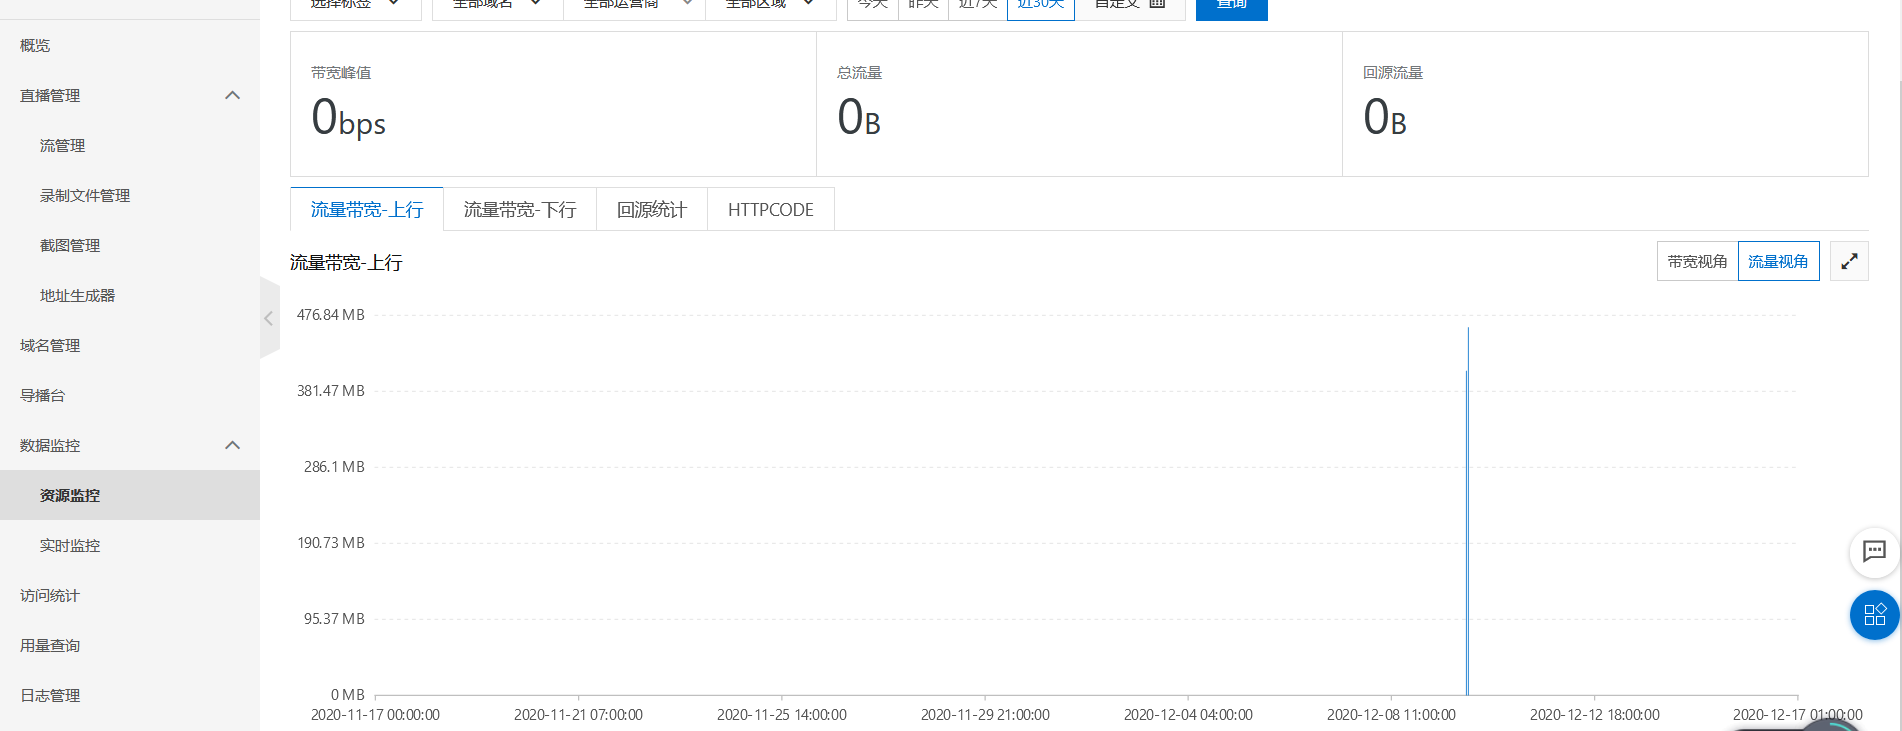 选择标签 全部域名 全部运营商 全部区域 今天 昨天 近7天 近30天 自定义 查询
概览
直播管理
流管理
录制文件管理
截图管理
地址生成器
域名管理
导播台
数据监控
资源监控
实时监控
访问统计
用量查询
日志管理
带宽峰值
0bps
总流量
0B
回源流量
0B
流量带宽-上行 流量带宽-下行 回源统计 HTTPCODE
流量带宽-上行
带宽视角 流量视角
476.84 MB
381.47 MB
286.1 MB
190.73 MB
95.37 MB
0 MB
2020-11-17 00:00:00 2020-11-21 07:00:00 2020-11-25 14:00:00 2020-11-29 21:00:00 2020-12-04 04:00:00 2020-12-08 11:00:00 2020-12-12 18:00:00 2020-12-17 01:00:00